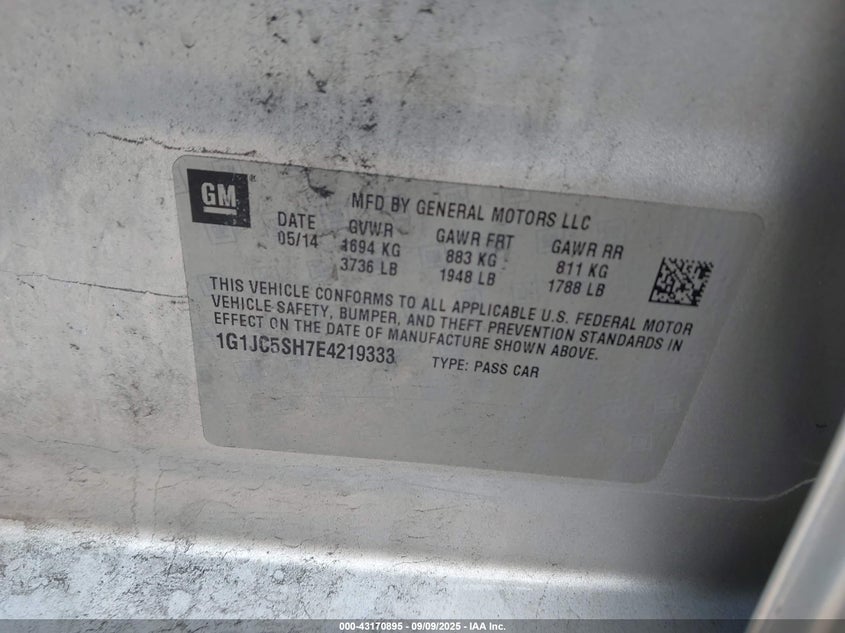 GM
MFD BY GENERAL MOTORS LLC
DATE GVWR GAWR FRT GAWR RR
05/14 1694 KG 883 KG 811 KG
3736 LB 1948 LB 1788 LB
THIS VEHICLE CONFORMS TO ALL APPLICABLE U.S. FEDERAL MOTOR
VEHICLE SAFETY, BUMPER, AND THEFT PREVENTION STANDARDS IN
EFFECT ON THE DATE OF MANUFACTURE SHOWN ABOVE.
1G1JC5SH7E4219333 TYPE: PASS CAR
000-43170895 - 09/09/2025 - IAA Inc.